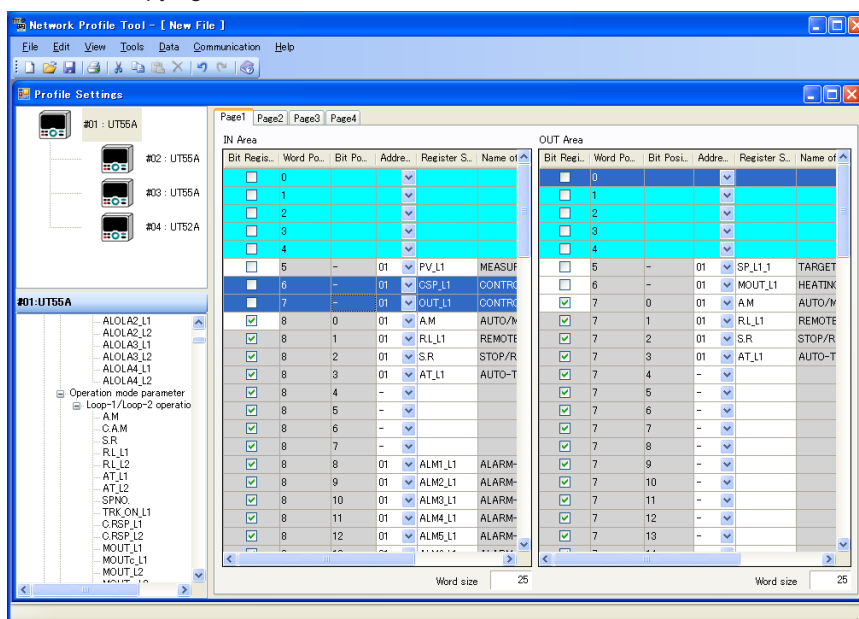 Network Profile Tool - [ New File ]
File Edit View Tools Data Communication Help
Profile Settings
#01 : UT55A
#02 : UT55A
#03 : UT55A
#04 : UT52A
#01:UT55A
ALOLA2_L1
ALOLA2_L2
ALOLA3_L1
ALOLA3_L2
ALOLA4_L1
ALOLA4_L2
Operation mode parameter
Loop-1/Loop-2 operatio
A.M
C.A.M
S.R
R.L_L1
R.L_L2
AT_L1
AT_L2
SPNO.
TRK_ON_L1
C.RSP_L1
C.RSP_L2
MOUT_L1
MOUTc_L1
MOUT_L2
Page1 Page2 Page3 Page4
IN Area
Bit Regis... Word Po... Bit Po... Addre... Register S... Name of
0
1
2
3
4
5 - 01 PV_L1 MEASUF
6 - 01 CSP_L1 CONTRO
7 - 01 OUT_L1 CONTRO
8 0 01 A.M AUTO/M
8 1 01 R.L_L1 REMOTE
8 2 01 S.R STOP/R
8 3 01 AT_L1 AUTO-T
8 4 -
8 5 -
8 6 -
8 7 -
8 8 01 ALM1_L1 ALARM-
8 9 01 ALM2_L1 ALARM-
8 10 01 ALM3_L1 ALARM-
8 11 01 ALM4_L1 ALARM-
8 12 01 ALM5_L1 ALARM-
Word size 25
OUT Area
Bit Regi... Word Po... Bit Posi... Addre... Register S... Name of
0
1
2
3
4
5 - 01 SP_L1_1 TARGET
6 - 01 MOUT_L1 HEATING
7 0 01 A.M AUTO/M
7 1 01 R.L_L1 REMOTE
7 2 01 S.R STOP/R
7 3 01 AT_L1 AUTO-T
7 4 -
7 5 -
7 6 -
7 7 -
7 8 -
7 9 -
7 10 -
7 11 -
7 12 -
7 13 -
Word size 25